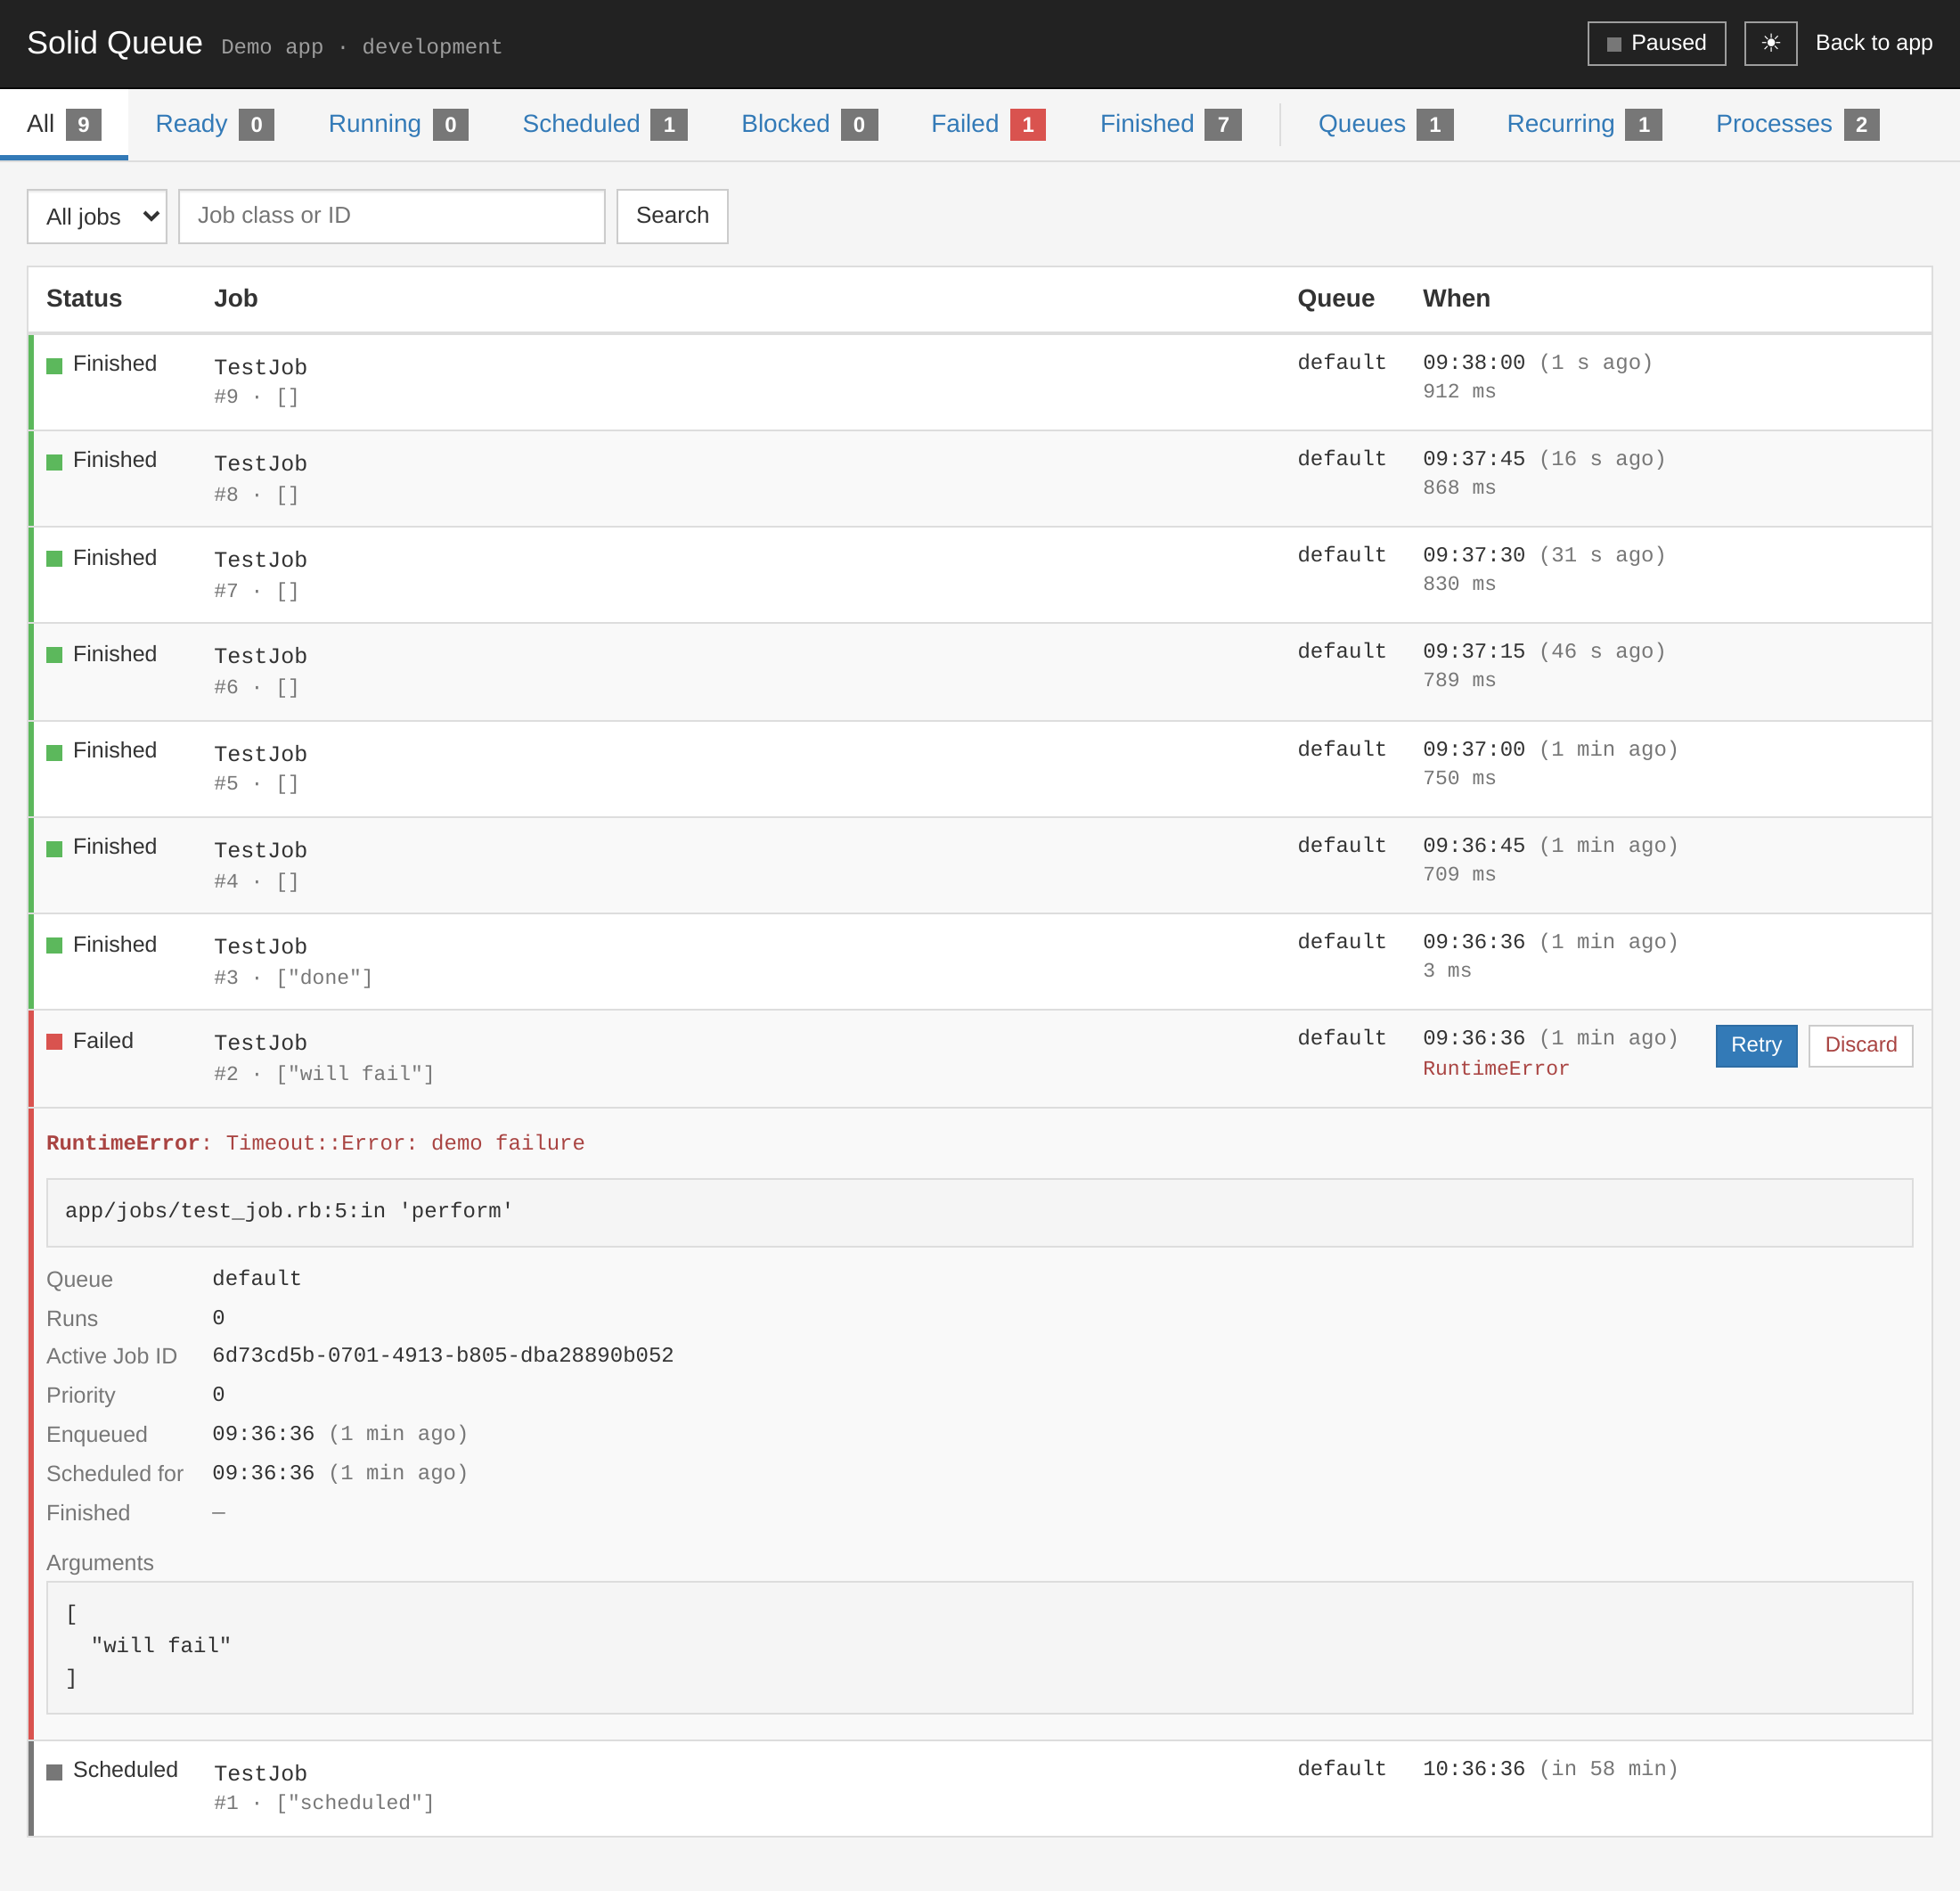 Solid Queue Demo app · development Paused ☀ Back to app
All 9 Ready 0 Running 0 Scheduled 1 Blocked 0 Failed 1 Finished 7 Queues 1 Recurring 1 Processes 2
All jobs Job class or ID Search
Status Job Queue When
Finished TestJob default 09:38:00 (1 s ago)
#9 · [] 912 ms
Finished TestJob default 09:37:45 (16 s ago)
#8 · [] 868 ms
Finished TestJob default 09:37:30 (31 s ago)
#7 · [] 830 ms
Finished TestJob default 09:37:15 (46 s ago)
#6 · [] 789 ms
Finished TestJob default 09:37:00 (1 min ago)
#5 · [] 750 ms
Finished TestJob default 09:36:45 (1 min ago)
#4 · [] 709 ms
Finished TestJob default 09:36:36 (1 min ago)
#3 · ["done"] 3 ms
Failed TestJob default 09:36:36 (1 min ago) Retry Discard
#2 · ["will fail"] RuntimeError
RuntimeError: Timeout::Error: demo failure
app/jobs/test_job.rb:5:in 'perform'
Queue default
Runs 0
Active Job ID 6d73cd5b-0701-4913-b805-dba28890b052
Priority 0
Enqueued 09:36:36 (1 min ago)
Scheduled for 09:36:36 (1 min ago)
Finished —
Arguments
[
"will fail"
]
Scheduled TestJob default 10:36:36 (in 58 min)
#1 · ["scheduled"]